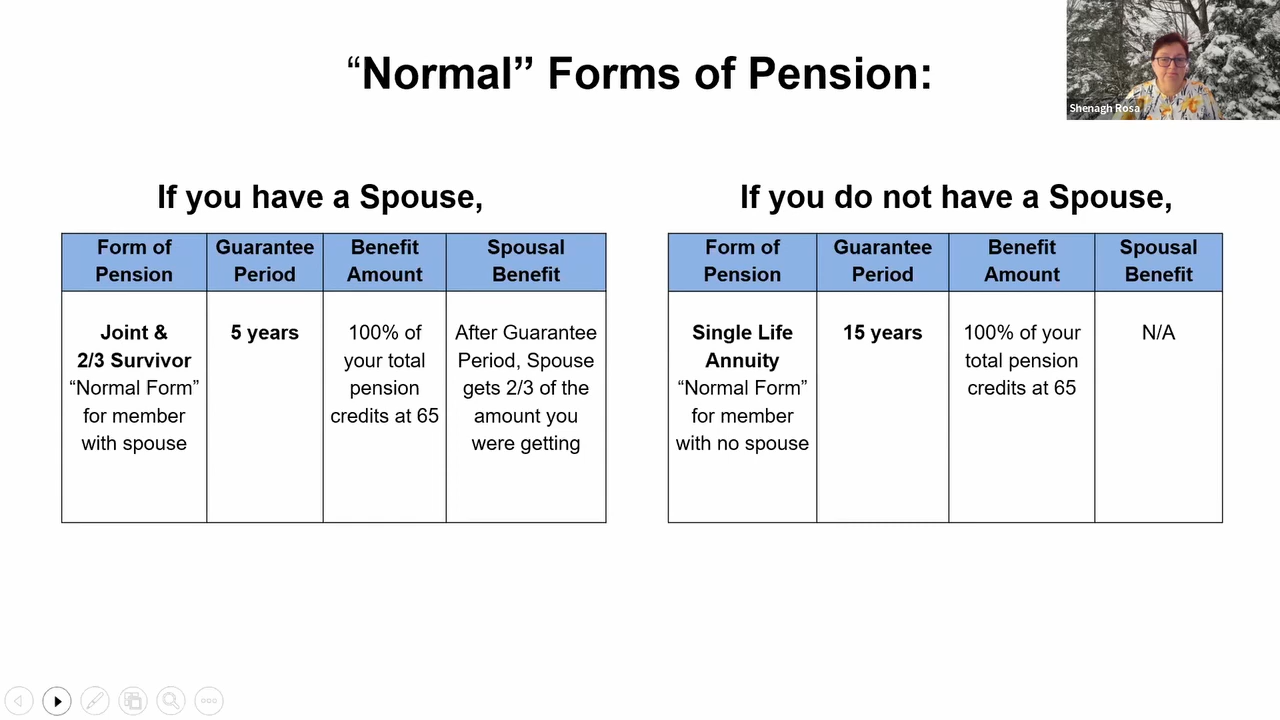 “Normal” Forms of Pension:
Shenagh Rosa
If you have a Spouse,
Form of
Pension
Guarantee
Period
Benefit
Amount
Spousal
Benefit
Joint &
2/3 Survivor
“Normal Form”
for member
with spouse
5 years
100% of
your total
pension
credits at 65
After Guarantee
Period, Spouse
gets 2/3 of the
amount you
were getting
If you do not have a Spouse,
Form of
Pension
Guarantee
Period
Benefit
Amount
Spousal
Benefit
Single Life
Annuity
“Normal Form”
for member
with no spouse
15 years
100% of your
total pension
credits at 65
N/A